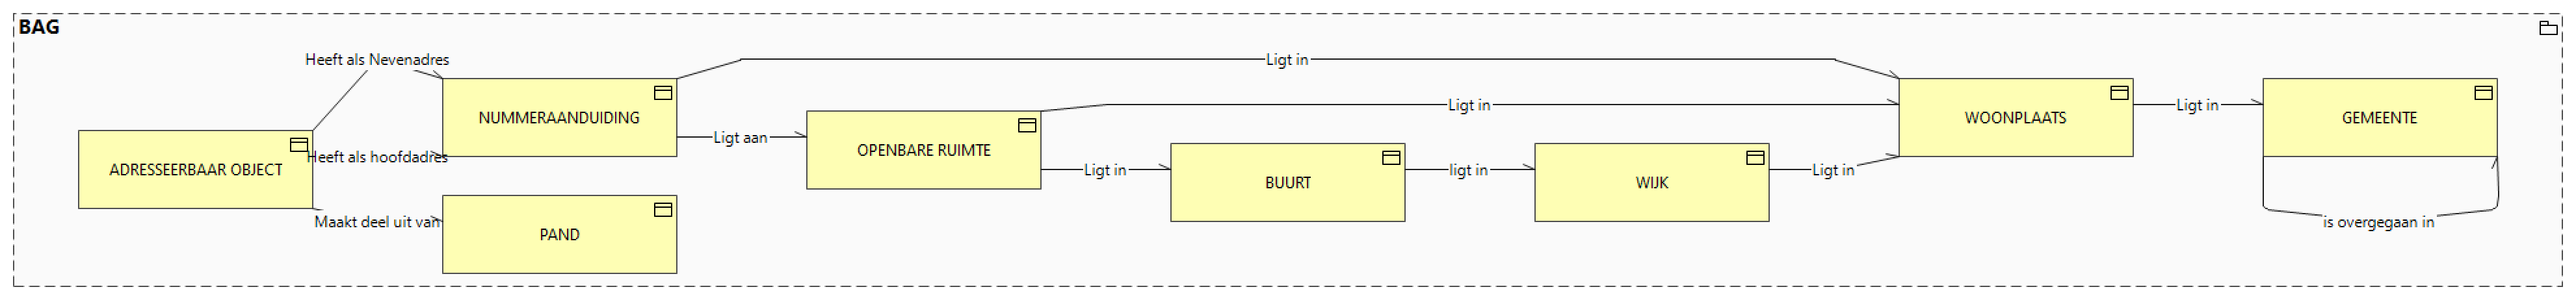 BAG
Heeft als Nevenadres
Ligt in
NUMMERAANDUIDING
Ligt in
Ligt in
WOONPLAATS
GEMEENTE
Ligt aan
OPENBARE RUIMTE
Heeft als hoofdadres
ADRESSEERBAAR OBJECT
Ligt in
BUURT
ligt in
WIJK
Ligt in
Maakt deel uit van
PAND
is overgegaan in